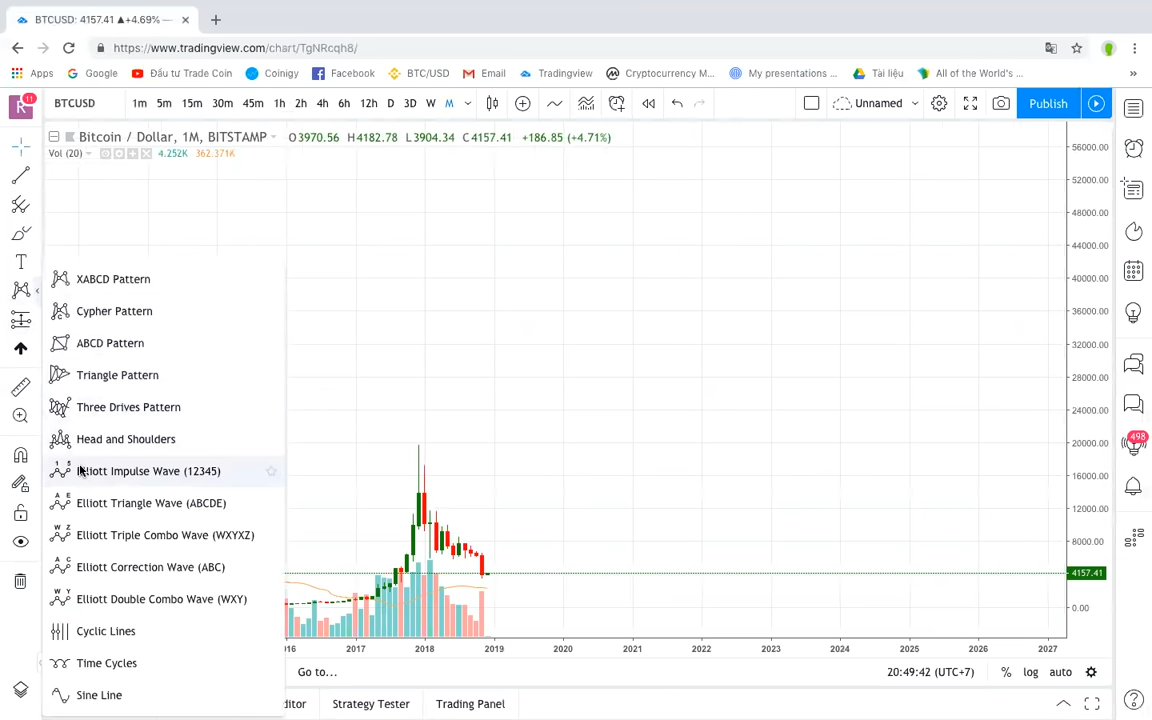 BTCUSD: 4157.41 ▲+4.69% —
https://www.tradingview.com/chart/TgNRcqh8/
Apps Google Đầu tư Trade Coin Coinigy Facebook BTC/USD Email Tradingview Cryptocurrency M... My presentations ... Tài liệu All of the World's ... »
R 11 BTCUSD 1m 5m 15m 30m 45m 1h 2h 4h 6h 12h D 3D W M Unnamed Publish
Bitcoin / Dollar, 1M, BITSTAMP O3970.56 H4182.78 L3904.34 C4157.41 +186.85 (+4.71%)
Vol (20) 4.252K 362.371K
56000.00
52000.00
48000.00
44000.00
40000.00
36000.00
32000.00
28000.00
24000.00
20000.00
16000.00
12000.00
8000.00
4157.41
0.00
T
XABCD Pattern
Cypher Pattern
ABCD Pattern
Triangle Pattern
Three Drives Pattern
Head and Shoulders
Elliott Impulse Wave (12345)
Elliott Triangle Wave (ABCDE)
Elliott Triple Combo Wave (WXYXZ)
Elliott Correction Wave (ABC)
Elliott Double Combo Wave (WXY)
Cyclic Lines
Time Cycles
Sine Line
498
16 2017 2018 2019 2020 2021 2022 2023 2024 2025 2026 2027
Go to... 20:49:42 (UTC+7) % log auto
ditor Strategy Tester Trading Panel